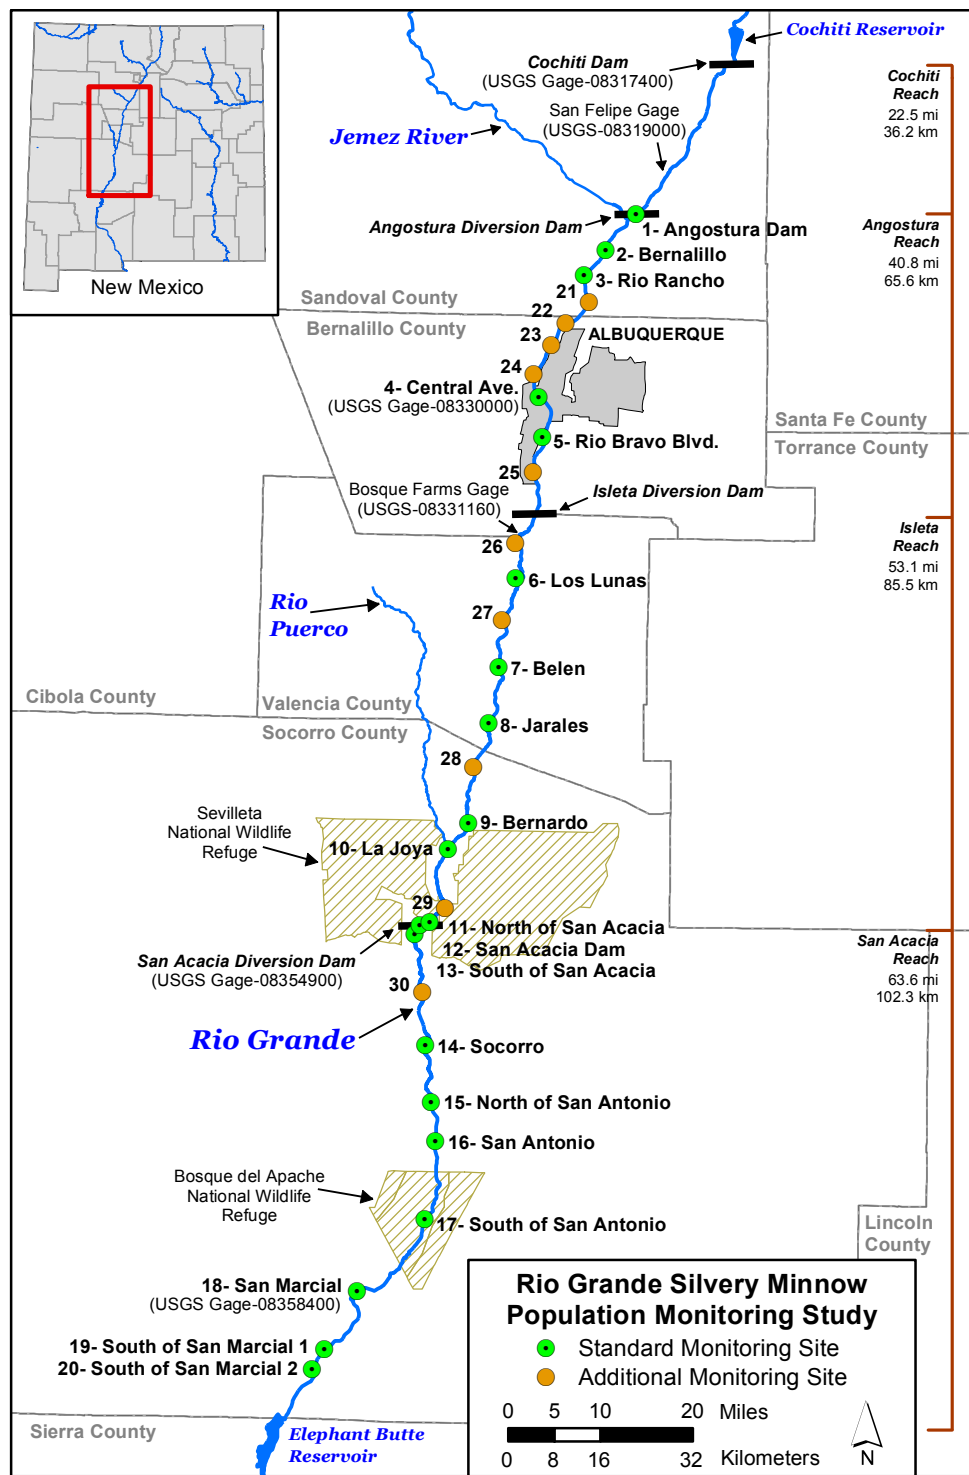 New Mexico
Cochiti Reservoir
Cochiti Dam
(USGS Gage-08317400)
San Felipe Gage
(USGS-08319000)
Jemez River
Cochiti
Reach
22.5 mi
36.2 km
Angostura Diversion Dam
1- Angostura Dam
2- Bernalillo
3- Rio Rancho
Angostura
Reach
40.8 mi
65.6 km
21
Sandoval County
Bernalillo County
22
23
ALBUQUERQUE
24
4- Central Ave.
(USGS Gage-08330000)
5- Rio Bravo Blvd.
Santa Fe County
Torrance County
25
Bosque Farms Gage
(USGS-08331160)
Isleta Diversion Dam
Isleta
Reach
53.1 mi
85.5 km
26
6- Los Lunas
Rio
Puerco
27
7- Belen
Cibola County
Valencia County
Socorro County
8- Jarales
28
Sevilleta
National Wildlife
Refuge
9- Bernardo
10- La Joya
29
11- North of San Acacia
12- San Acacia Dam
13- South of San Acacia
San Acacia Diversion Dam
(USGS Gage-08354900)
San Acacia
Reach
63.6 mi
102.3 km
30
Rio Grande
14- Socorro
15- North of San Antonio
16- San Antonio
Bosque del Apache
National Wildlife
Refuge
17- South of San Antonio
Lincoln
County
18- San Marcial
(USGS Gage-08358400)
19- South of San Marcial 1
20- South of San Marcial 2
Sierra County
Elephant Butte
Reservoir
Rio Grande Silvery Minnow
Population Monitoring Study
Standard Monitoring Site
Additional Monitoring Site
0 5 10 20 Miles
0 8 16 32 Kilometers
N